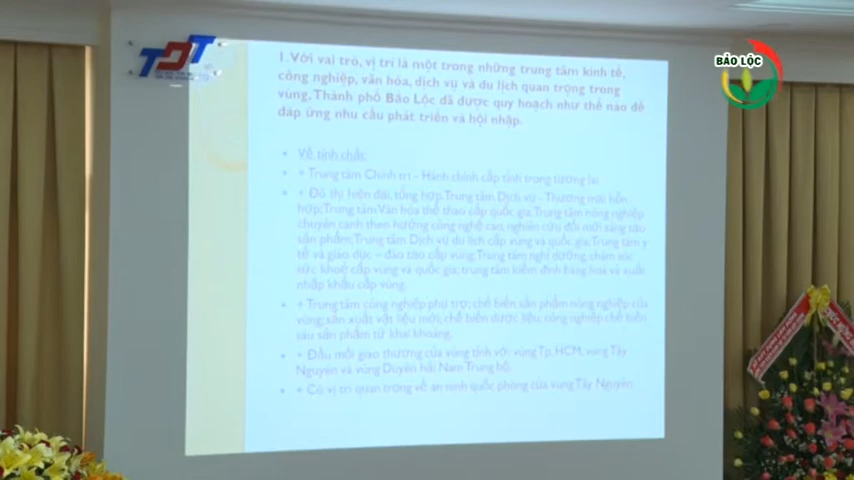 TDT
BẢO LỘC
1. Với vai trò, vị trí là một trong những trung tâm kinh tế,
công nghiệp, văn hóa, dịch vụ và du lịch quan trọng trong
vùng, Thành phố Bảo Lộc đã được quy hoạch như thế nào để
đáp ứng nhu cầu phát triển và hội nhập.
• Về tính chất:
• + Trung tâm Chính trị - Hành chính cấp tỉnh trong tương lai
• + Đô thị hiện đại, tổng hợp, Trung tâm Dịch vụ - Thương mại hỗn
hợp; Trung tâm Văn hóa thể thao cấp quốc gia; Trung tâm nông nghiệp
chuyên canh theo hướng công nghệ cao, nghiên cứu đổi mới sáng tạo
sản phẩm; Trung tâm Dịch vụ du lịch cấp vùng và quốc gia; Trung tâm y
tế và giáo dục – đào tạo cấp vùng; Trung tâm nghỉ dưỡng, chăm sóc
sức khoẻ cấp vùng và quốc gia; trung tâm kiểm định hàng hoá và xuất
nhập khẩu cấp vùng.
• + Trung tâm công nghiệp phụ trợ; chế biến sản phẩm nông nghiệp của
vùng; sản xuất vật liệu mới, chế biến dược liệu; công nghiệp chế biến
sâu sản phẩm từ khai khoáng.
• + Đầu mối giao thương của vùng tỉnh với vùng Tp. HCM, vùng Tây
Nguyên và vùng Duyên hải Nam Trung bộ.
• + Có vị trí quan trọng về an ninh quốc phòng của vùng Tây Nguyên